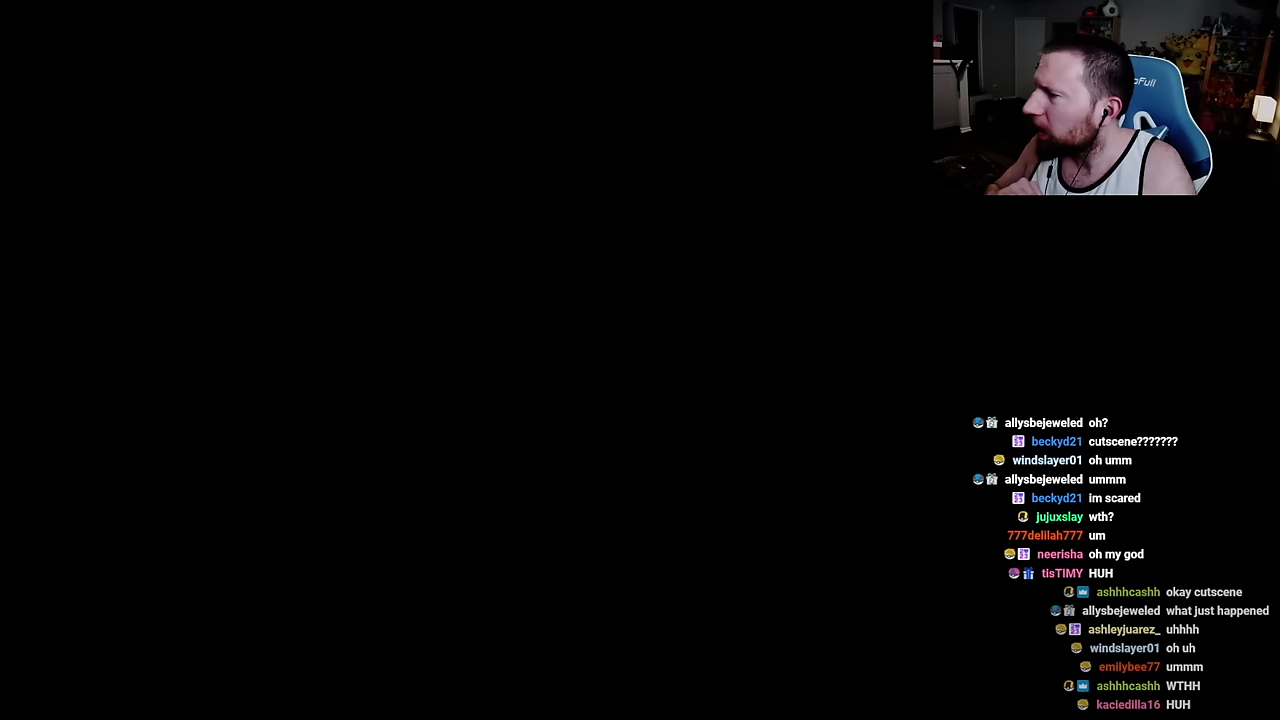 allysbejeweled oh?
beckyd21 cutscene???????
windslayer01 oh umm
allysbejeweled ummm
beckyd21 im scared
jujuxslay wth?
777delilah777 um
neerisha oh my god
tisTIMY HUH
ashhhcashh okay cutscene
allysbejeweled what just happened
ashleyjuarez_ uhhhh
windslayer01 oh uh
emilybee77 ummm
ashhhcashh WTHH
kaciedilla16 HUH